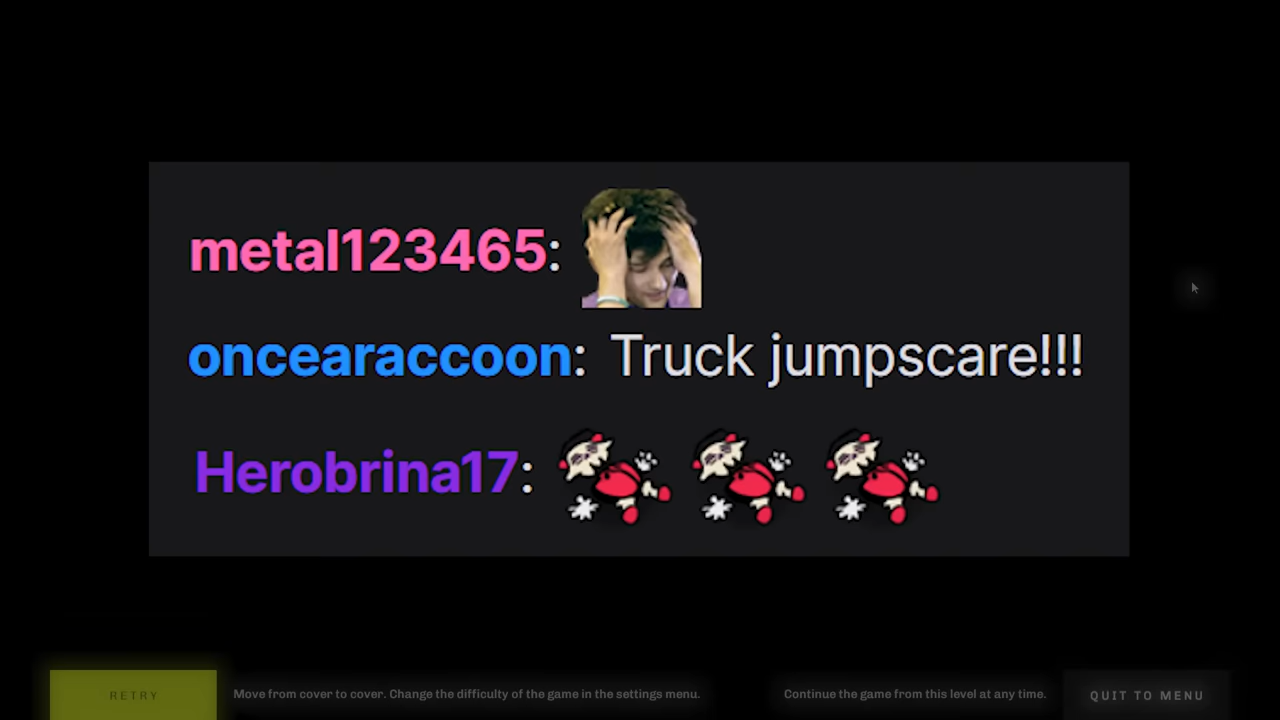 metal123465:
oncearaccoon: Truck jumpscare!!!
Herobrina17:
RETRY
Move from cover to cover. Change the difficulty of the game in the settings menu.
Continue the game from this level at any time.
QUIT TO MENU